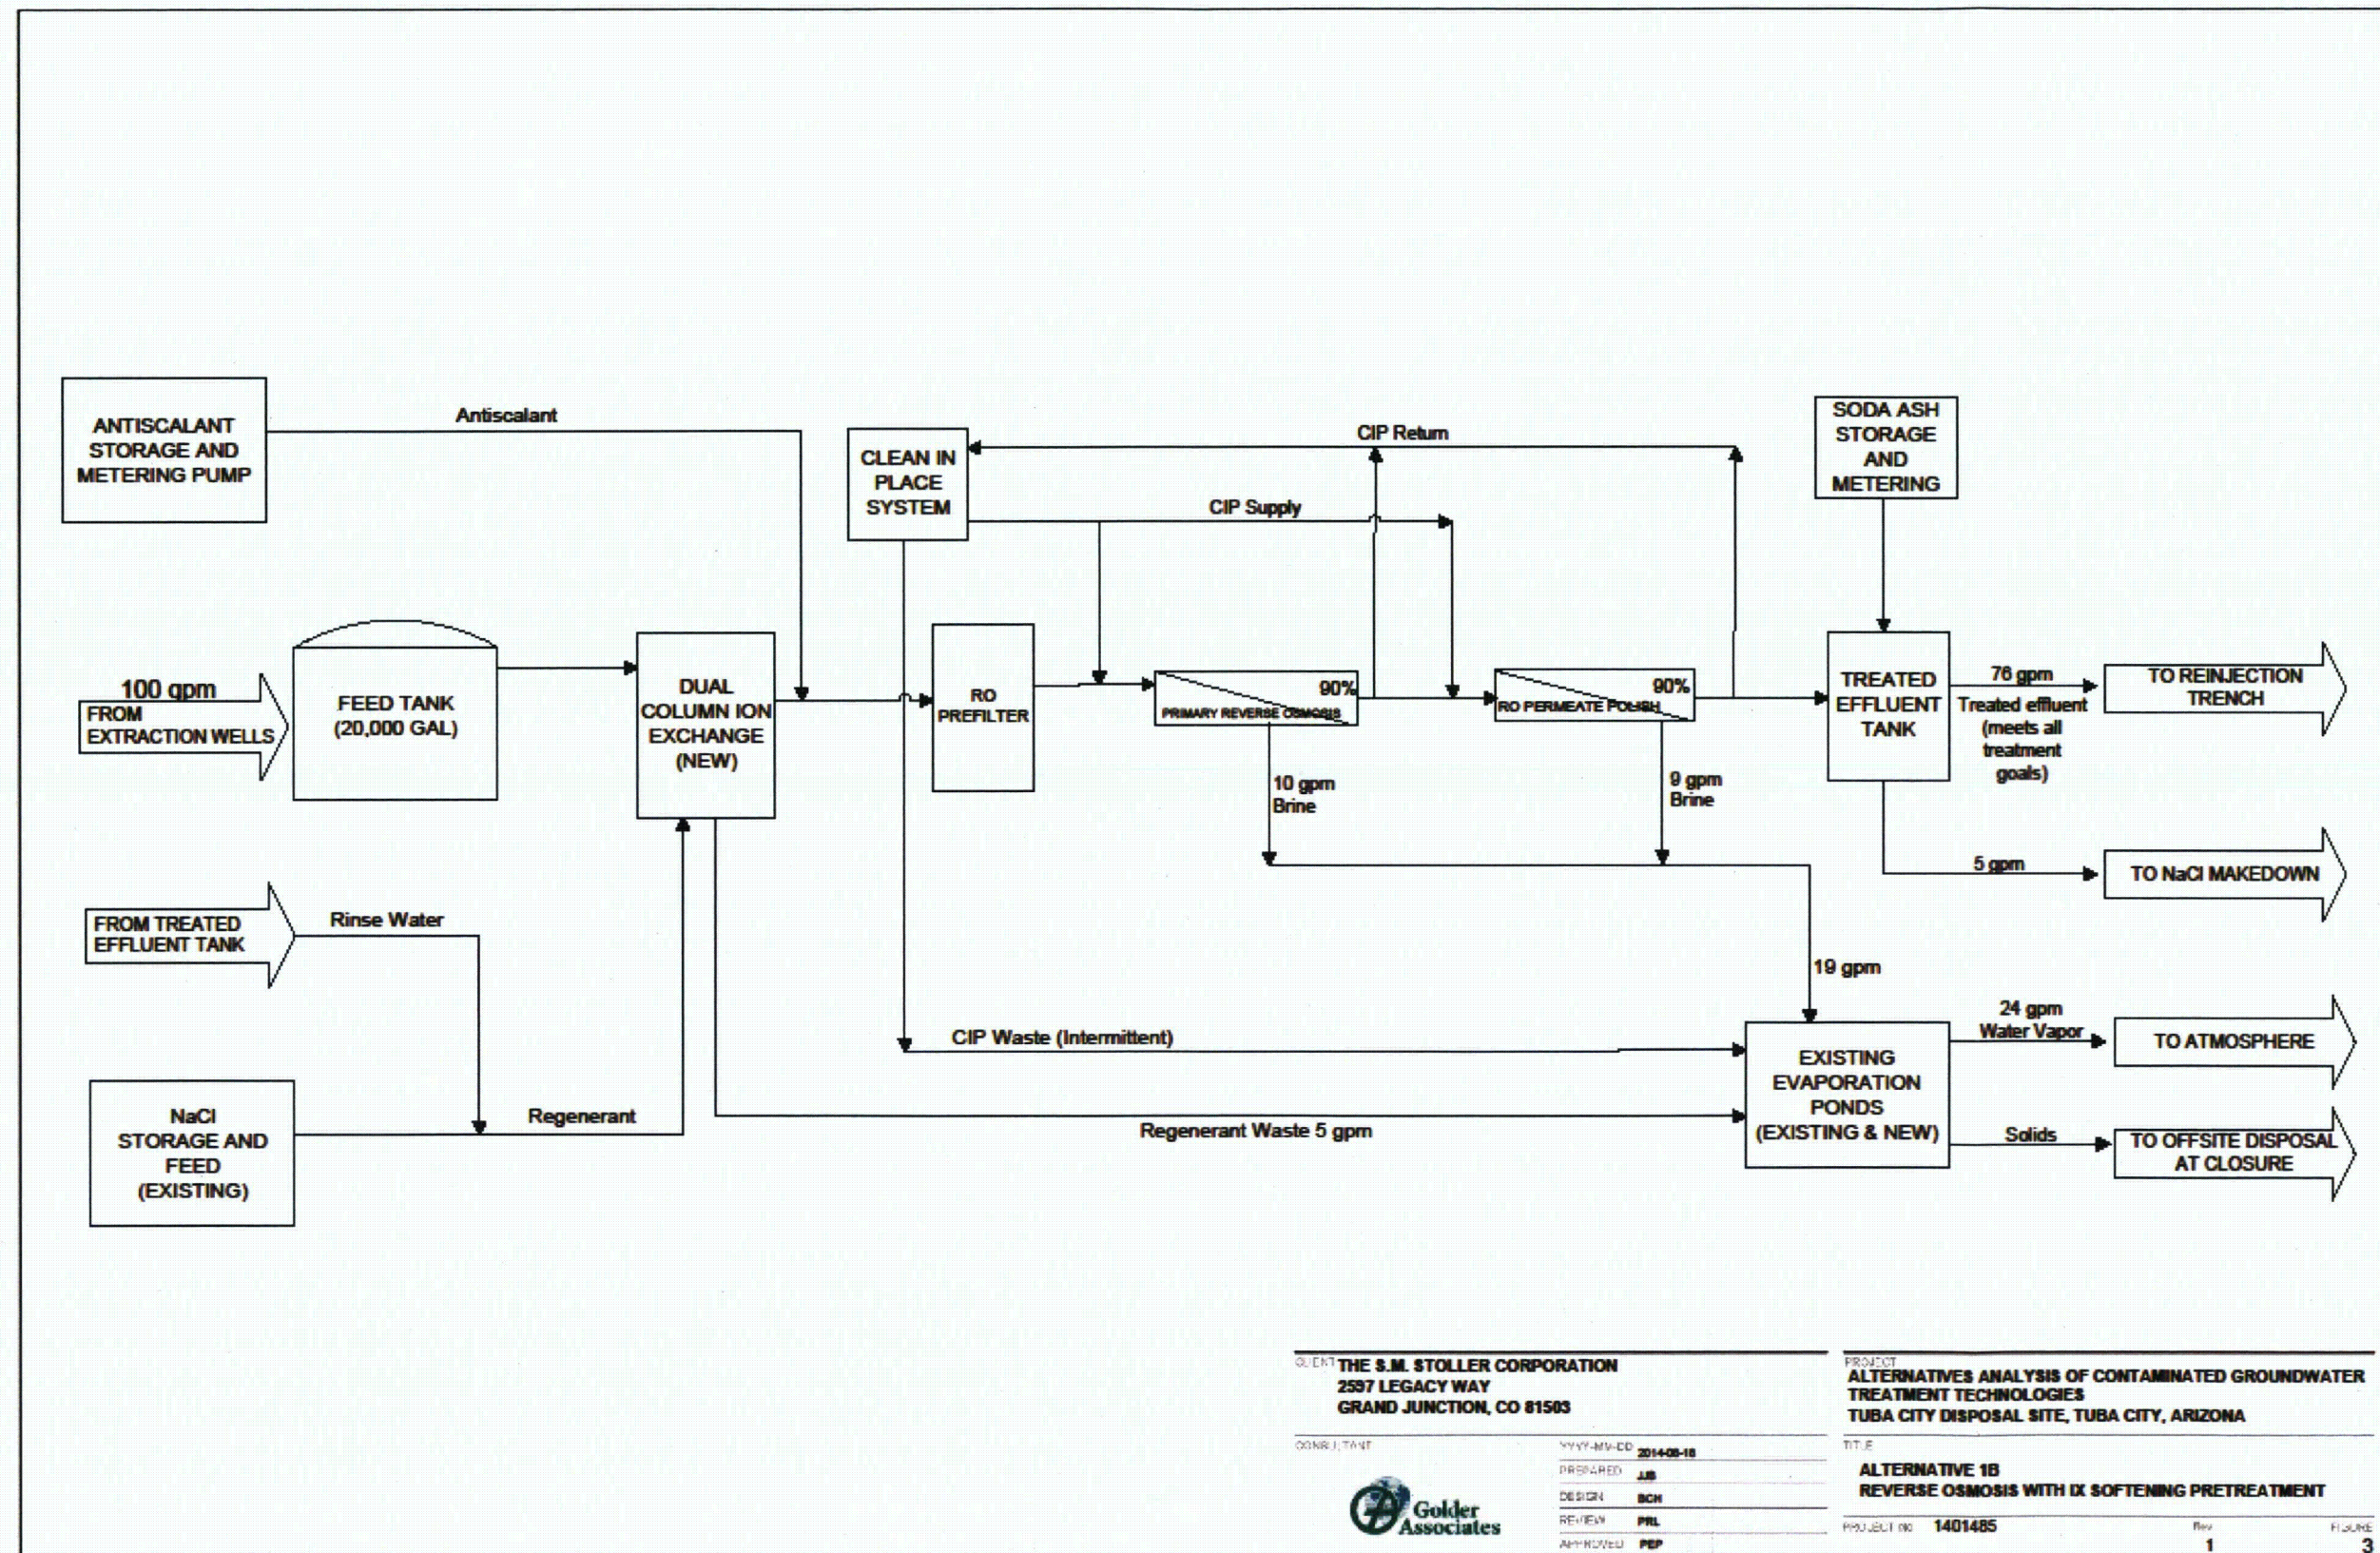 ANTISCALANT
STORAGE AND
METERING PUMP
Antiscalant
CLEAN IN
PLACE
SYSTEM
CIP Return
CIP Supply
SODA ASH
STORAGE
AND
METERING
100 gpm
FROM
EXTRACTION WELLS
FEED TANK
(20,000 GAL)
DUAL
COLUMN ION
EXCHANGE
(NEW)
RO
PREFILTER
90%
PRIMARY REVERSE OSMOSIS
90%
RO PERMEATE POLISH
TREATED
EFFLUENT
TANK
76 gpm
Treated effluent
(meets all
treatment
goals)
TO REINJECTION
TRENCH
10 gpm
Brine
9 gpm
Brine
5 gpm
TO NaCl MAKEDOWN
FROM TREATED
EFFLUENT TANK
Rinse Water
19 gpm
NaCl
STORAGE AND
FEED
(EXISTING)
Regenerant
CIP Waste (Intermittent)
Regenerant Waste 5 gpm
EXISTING
EVAPORATION
PONDS
(EXISTING & NEW)
24 gpm
Water Vapor
TO ATMOSPHERE
Solids
TO OFFSITE DISPOSAL
AT CLOSURE
CLIENT THE S.M. STOLLER CORPORATION
2597 LEGACY WAY
GRAND JUNCTION, CO 81503
PROJECT
ALTERNATIVES ANALYSIS OF CONTAMINATED GROUNDWATER
TREATMENT TECHNOLOGIES
TUBA CITY DISPOSAL SITE, TUBA CITY, ARIZONA
CONSULTANT
Golder
Associates
YYYY-MM-DD
PREPARED JJB
DESIGN BCH
REVIEW PRL
APPROVED PEP
TITLE
ALTERNATIVE 1B
REVERSE OSMOSIS WITH IX SOFTENING PRETREATMENT
PROJECT NO 1401485
Rev
1
FIGURE
3